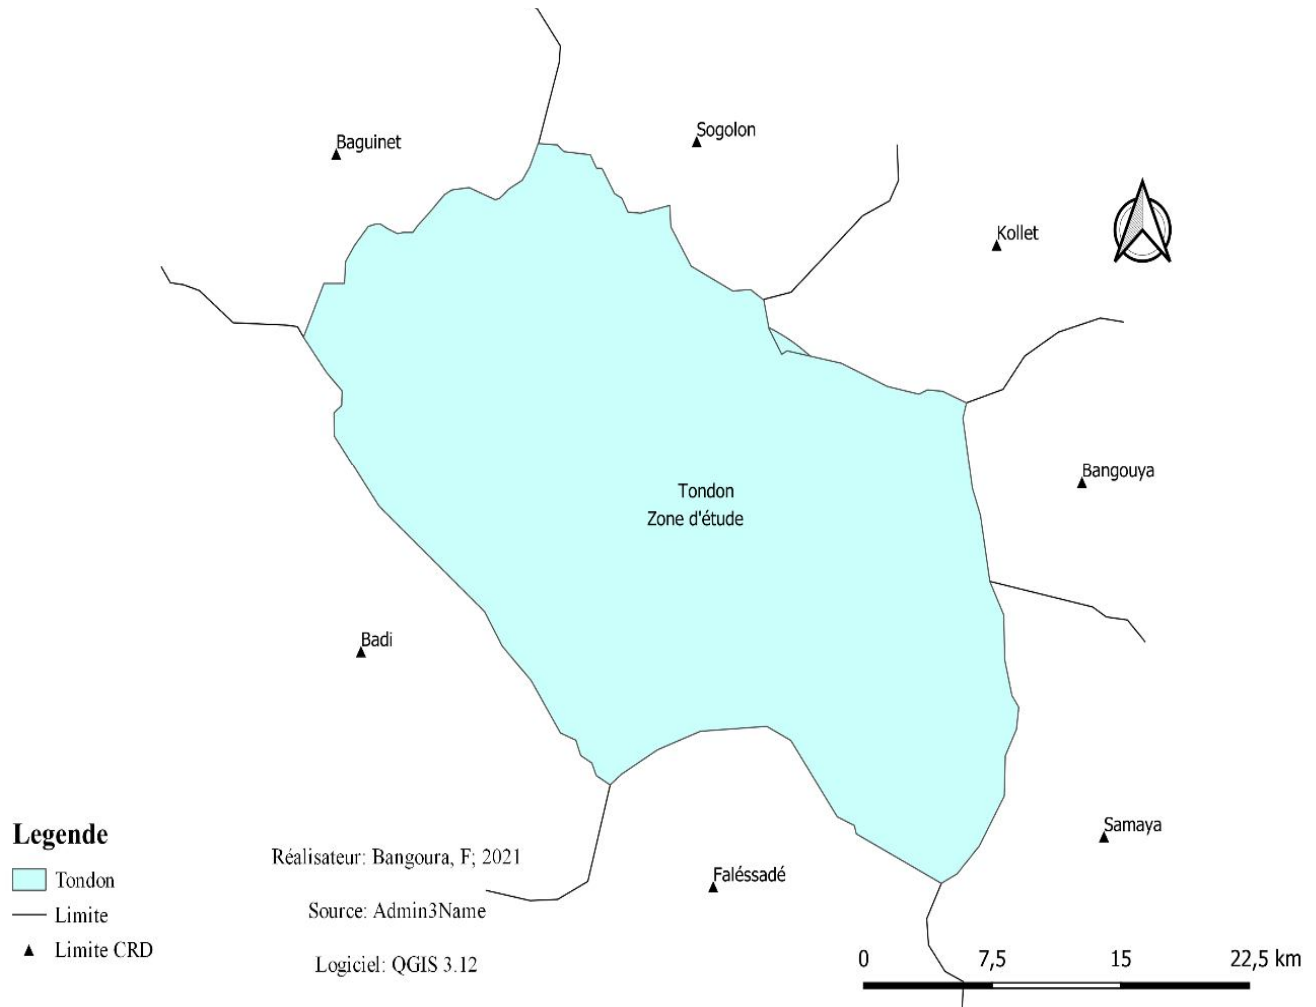 Sogolon
Baguinet
Kollet
Bangouya
Tondon
Zone d'étude
Badi
Samaya
Faléssadé
Legende
Tondon
Limite
Limite CRD
Réalisateur: Bangoura, F; 2021
Source: Admin3Name
Logiciel: QGIS 3.12
0 7,5 15 22,5 km